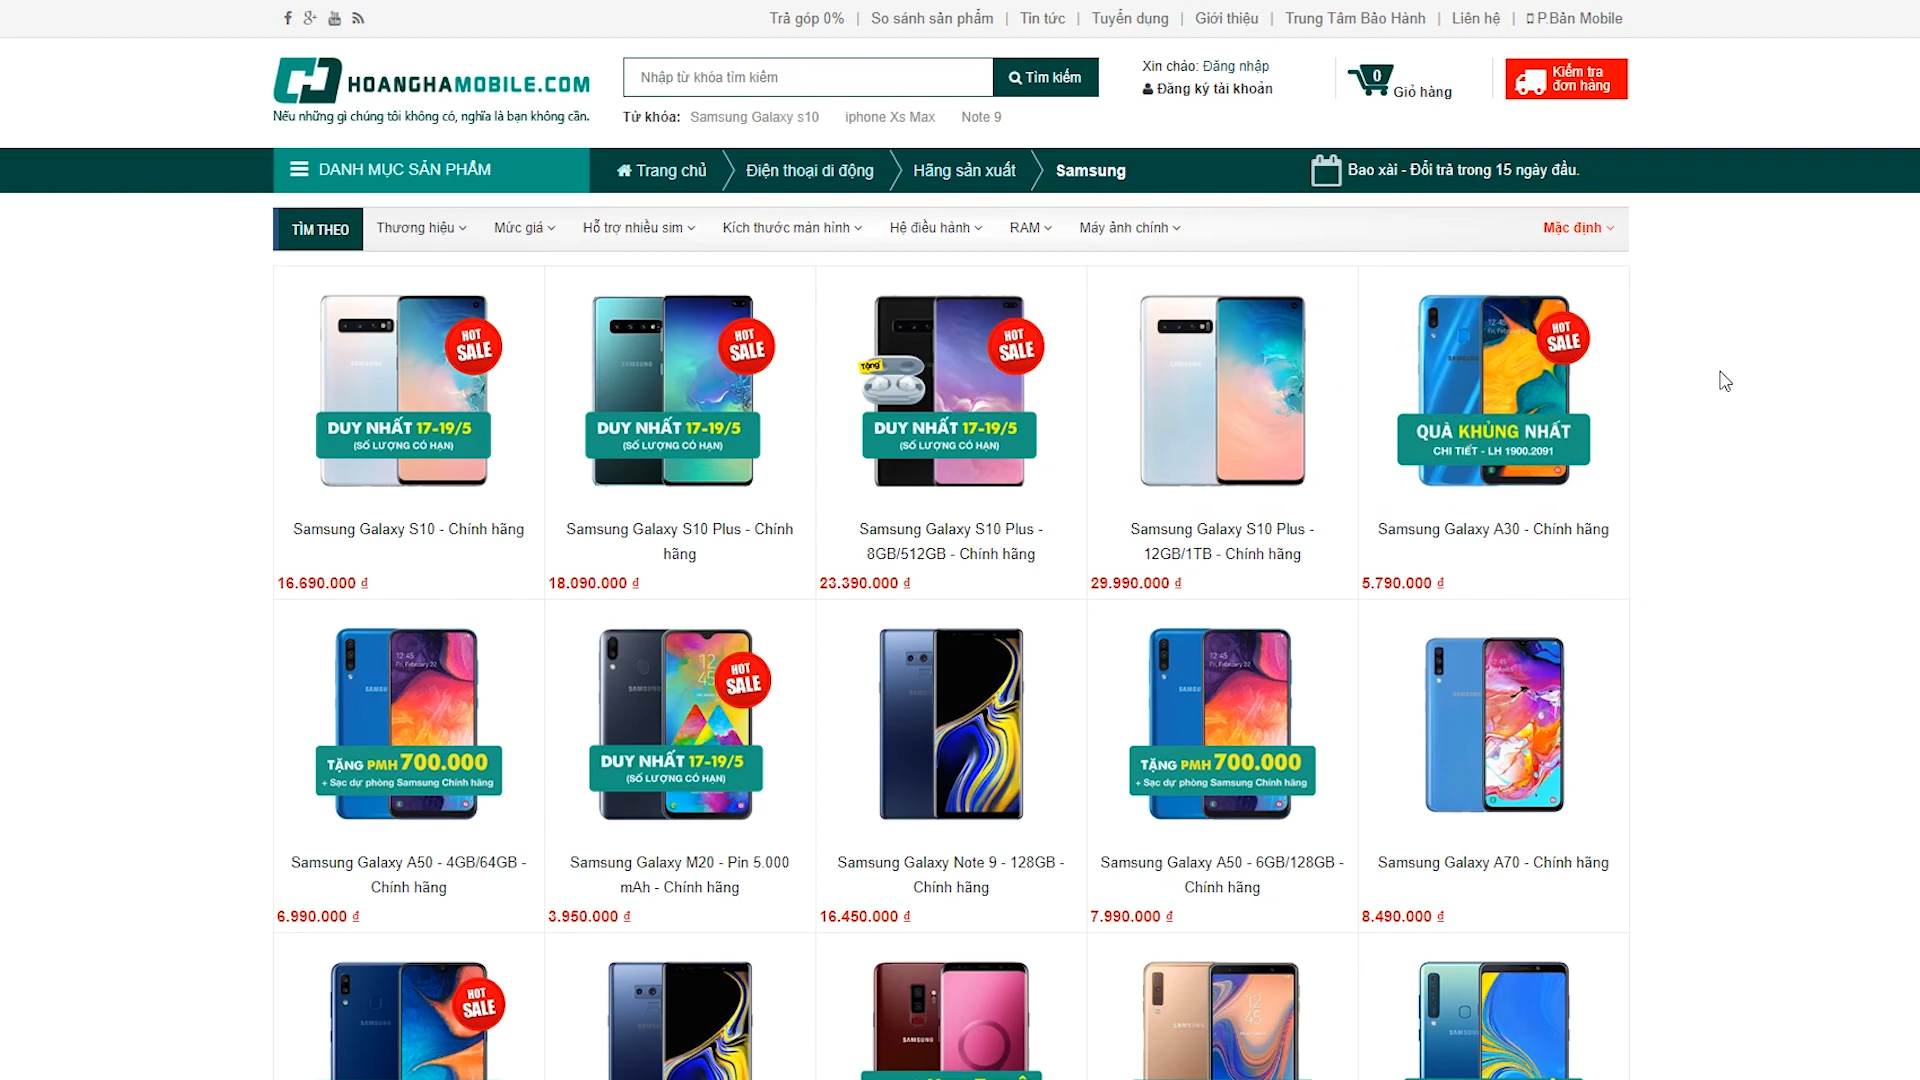 Trả góp 0% | So sánh sản phẩm | Tin tức | Tuyển dụng | Giới thiệu | Trung Tâm Bảo Hành | Liên hệ | P.Bản Mobile
HOANGHAMOBILE.COM
Nếu những gì chúng tôi không có, nghĩa là bạn không cần.
Nhập từ khóa tìm kiếm
Tìm kiếm
Từ khóa: Samsung Galaxy s10 iphone Xs Max Note 9
Xin chào: Đăng nhập
Đăng ký tài khoản
0 Giỏ hàng
Kiểm tra
đơn hàng
DANH MỤC SẢN PHẨM
Trang chủ Điện thoại di động Hãng sản xuất Samsung
Bao xài - Đổi trả trong 15 ngày đầu.
TÌM THEO Thương hiệu Mức giá Hỗ trợ nhiều sim Kích thước màn hình Hệ điều hành RAM Máy ảnh chính Mặc định
HOT
SALE
DUY NHẤT 17-19/5
(SỐ LƯỢNG CÓ HẠN)
Samsung Galaxy S10 - Chính hãng
16.690.000 ₫
HOT
SALE
DUY NHẤT 17-19/5
(SỐ LƯỢNG CÓ HẠN)
Samsung Galaxy S10 Plus - Chính
hãng
18.090.000 ₫
HOT
SALE
Tặng
DUY NHẤT 17-19/5
(SỐ LƯỢNG CÓ HẠN)
Samsung Galaxy S10 Plus -
8GB/512GB - Chính hãng
23.390.000 ₫
Samsung Galaxy S10 Plus -
12GB/1TB - Chính hãng
29.990.000 ₫
HOT
SALE
QUÀ KHỦNG NHẤT
CHI TIẾT - LH 1900.2091
Samsung Galaxy A30 - Chính hãng
5.790.000 ₫
12:45
Fri, February 22
TẶNG PMH 700.000
+ Sạc dự phòng Samsung Chính hãng
Samsung Galaxy A50 - 4GB/64GB -
Chính hãng
6.990.000 ₫
HOT
SALE
DUY NHẤT 17-19/5
(SỐ LƯỢNG CÓ HẠN)
Samsung Galaxy M20 - Pin 5.000
mAh - Chính hãng
3.950.000 ₫
Samsung Galaxy Note 9 - 128GB -
Chính hãng
16.450.000 ₫
12:45
Fri, February 22
TẶNG PMH 700.000
+ Sạc dự phòng Samsung Chính hãng
Samsung Galaxy A50 - 6GB/128GB -
Chính hãng
7.990.000 ₫
Samsung Galaxy A70 - Chính hãng
8.490.000 ₫
HOT
SALE
SAMSUNG
SAMSUNG